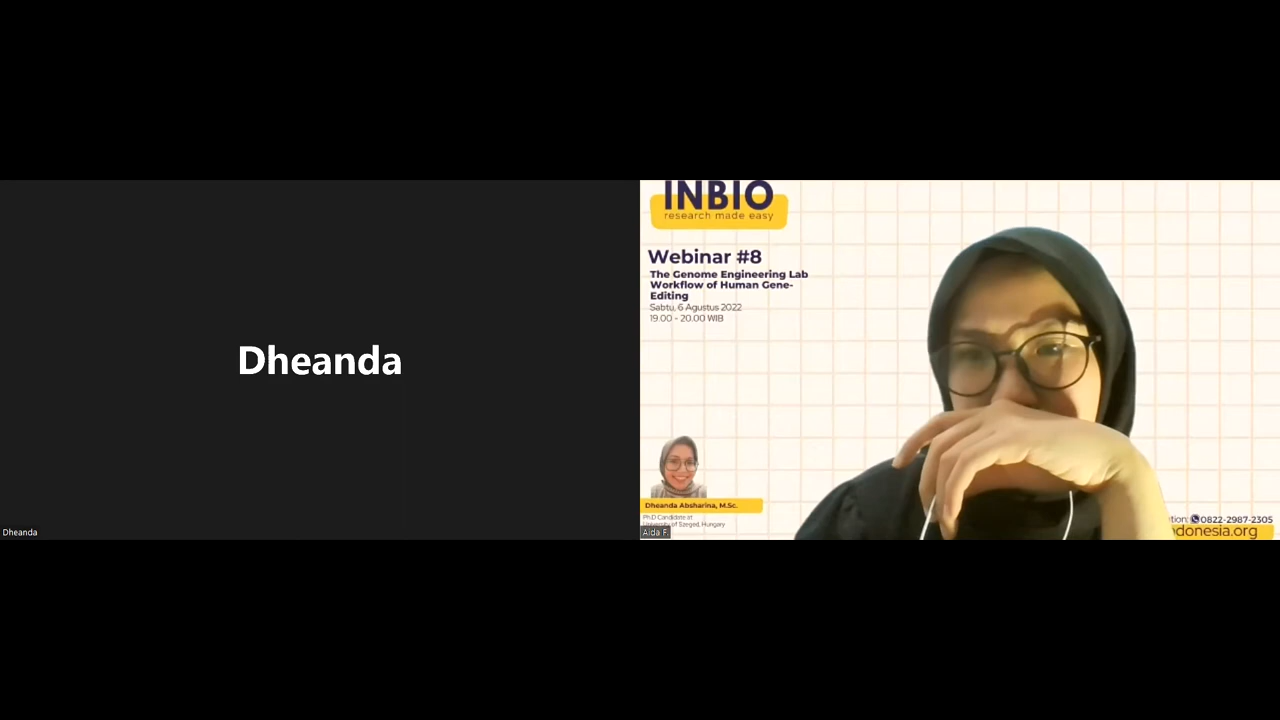 Dheanda
Dheanda
INBIO
research made easy
Webinar #8
The Genome Engineering Lab
Workflow of Human Gene-
Editing
Sabtu, 6 Agustus 2022
19.00 - 20.00 WIB
Dheanda Absharina, M.Sc.
Ph.D Candidate at
University of Szeged, Hungary
Aida F.
tion: 0822-2987-2305
donesia.org